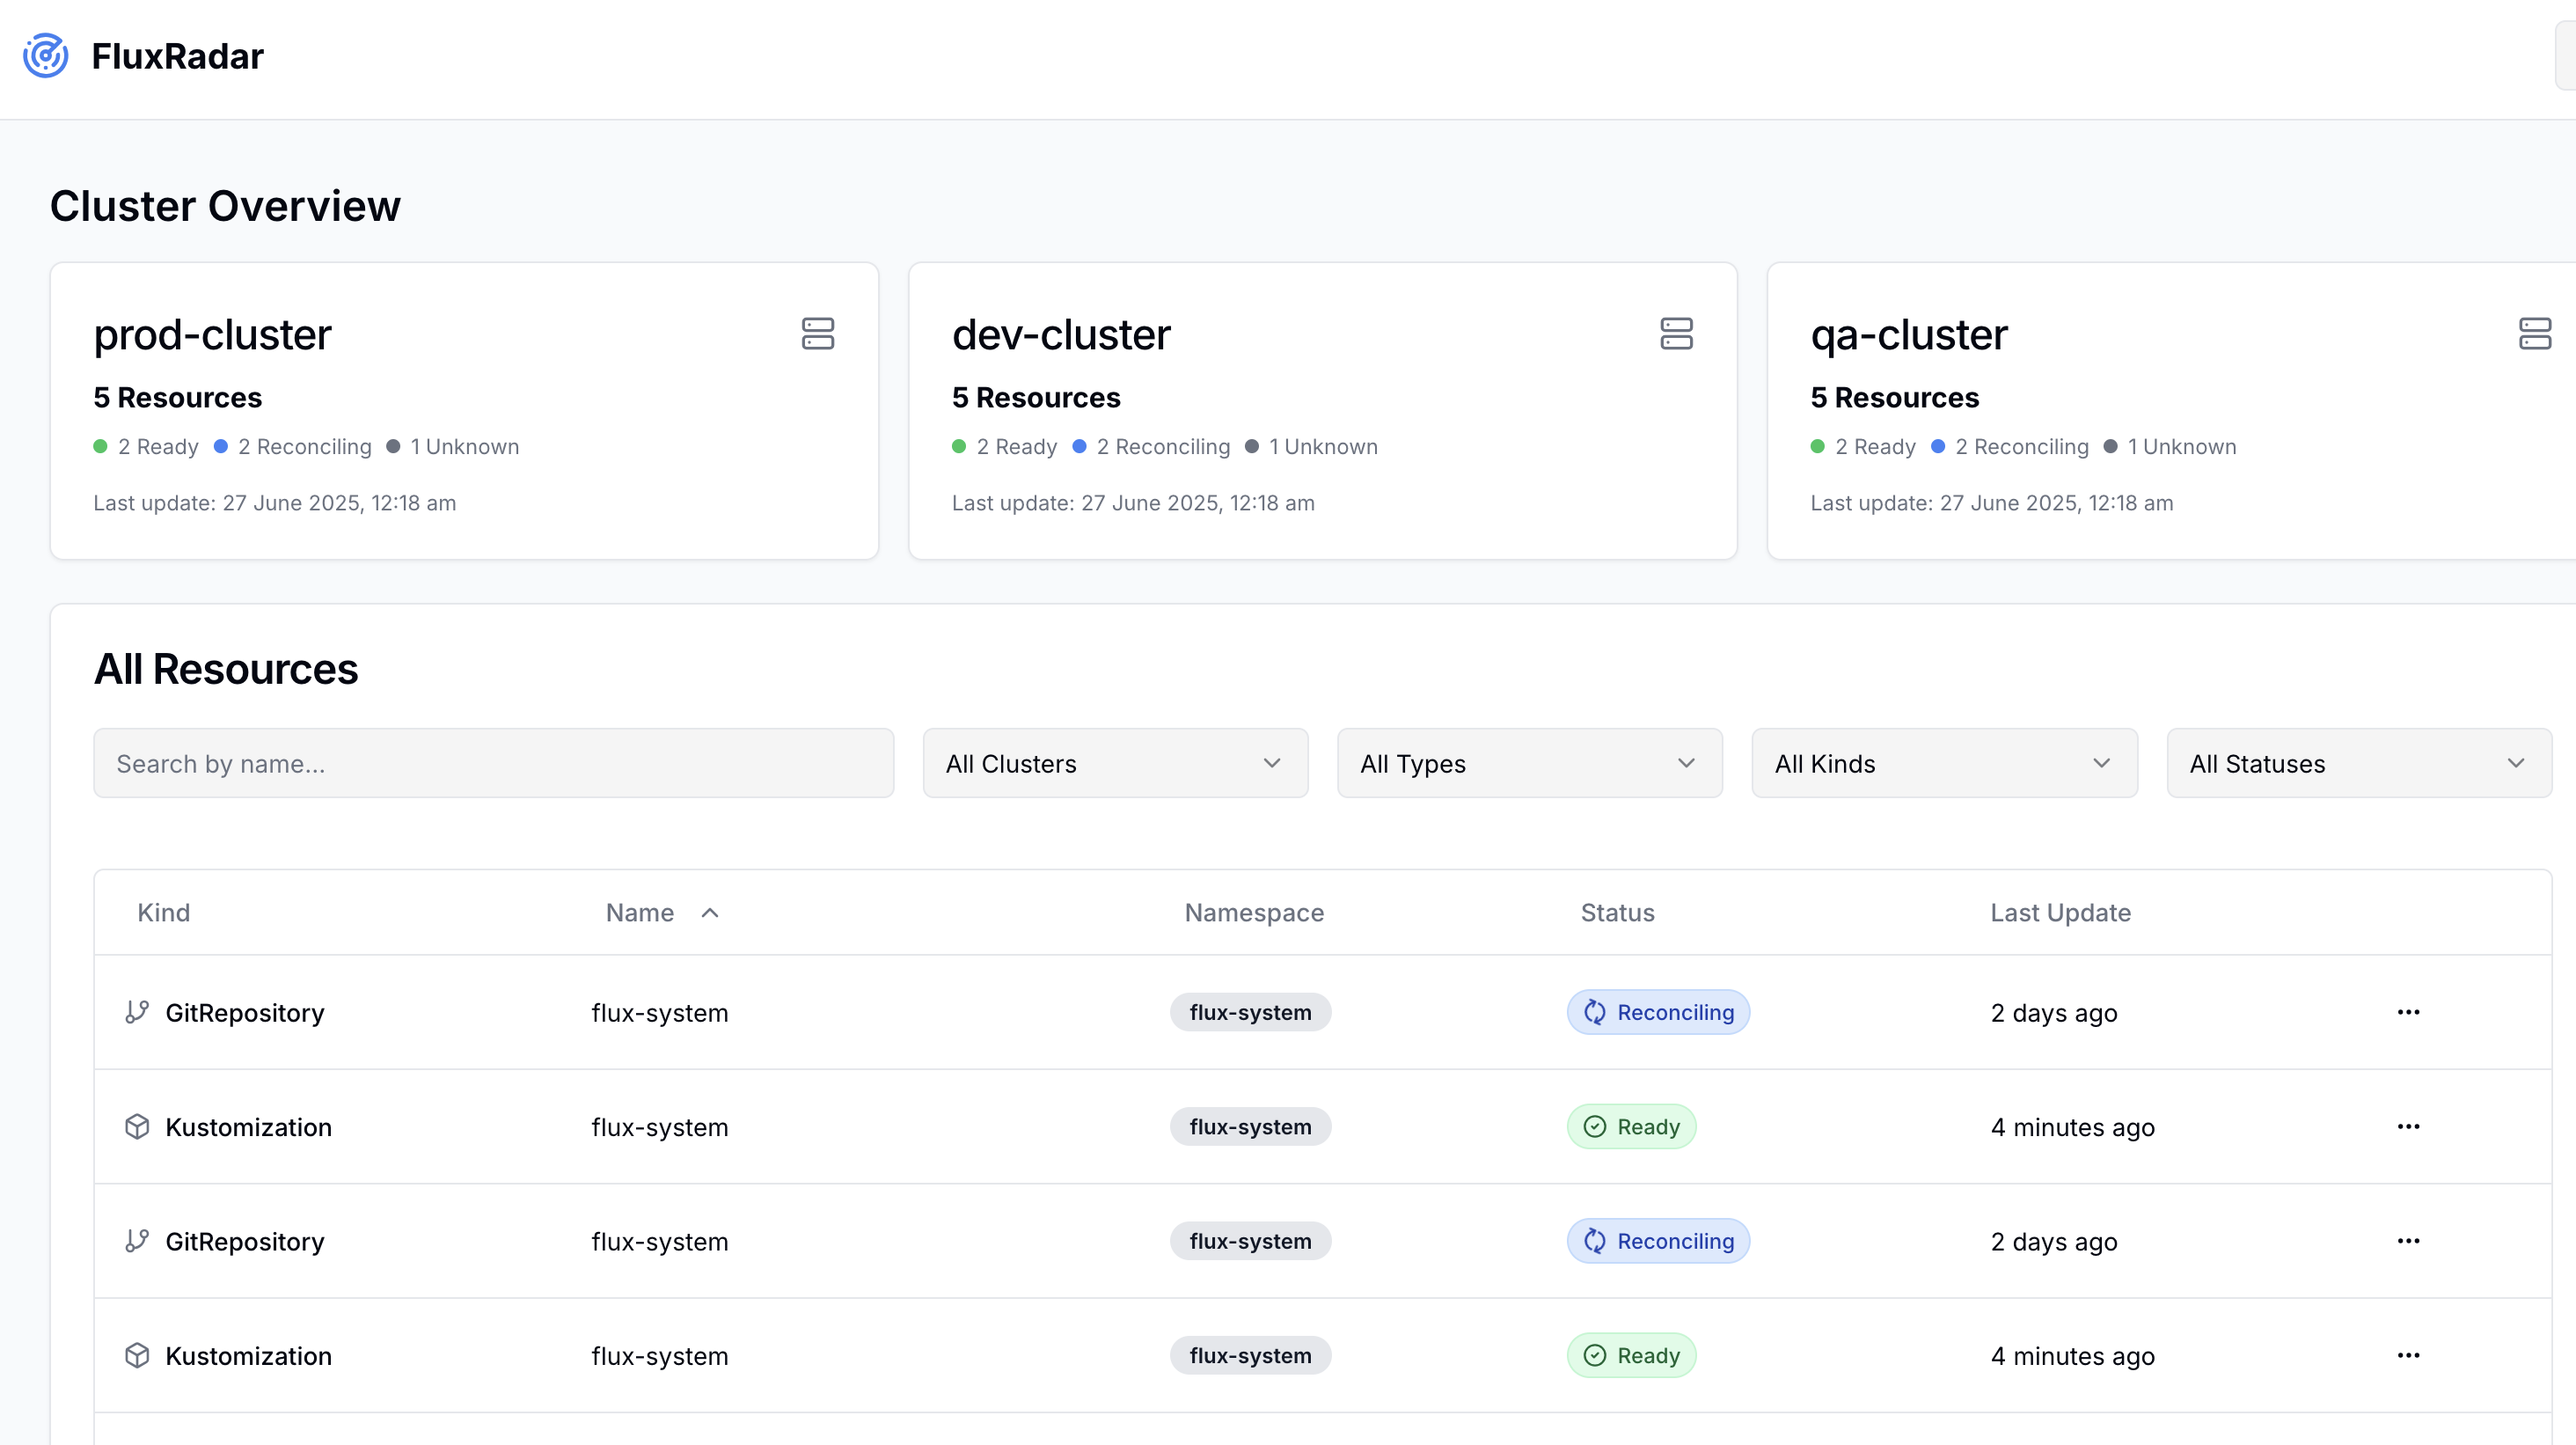 FluxRadar
Cluster Overview
prod-cluster
5 Resources
2 Ready 2 Reconciling 1 Unknown
Last update: 27 June 2025, 12:18 am
dev-cluster
5 Resources
2 Ready 2 Reconciling 1 Unknown
Last update: 27 June 2025, 12:18 am
qa-cluster
5 Resources
2 Ready 2 Reconciling 1 Unknown
Last update: 27 June 2025, 12:18 am
All Resources
Search by name... All Clusters All Types All Kinds All Statuses
Kind Name Namespace Status Last Update
GitRepository flux-system flux-system Reconciling 2 days ago
Kustomization flux-system flux-system Ready 4 minutes ago
GitRepository flux-system flux-system Reconciling 2 days ago
Kustomization flux-system flux-system Ready 4 minutes ago